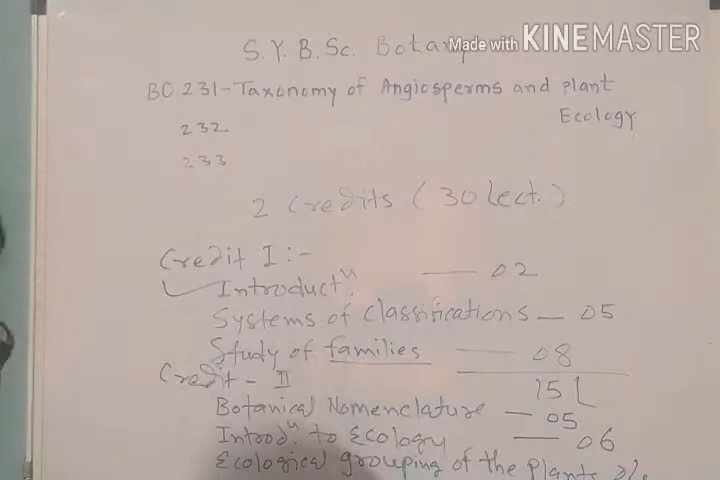 S.Y. B.Sc. Botany
Made with KINEMASTER
BO 231 - Taxonomy of Angiosperms and plant
Ecology
232
233
2 Credits (30 Lect.)
Credit I :-
Introductn — 02
Systems of classifications — 05
Study of families — 08
15 L
Credit - II
Botanical Nomenclature — 05
Introdn to Ecology — 06
Ecological grouping of the plants